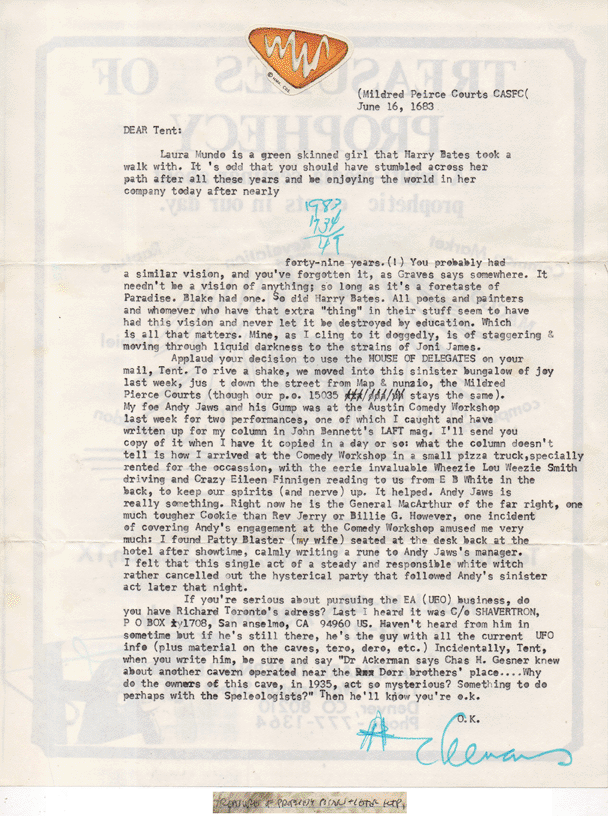 (Mildred Peirce Courts CASFC(
June 16, 1683
DEAR Tent:
Laura Mundo is a green skinned girl that Harry Bates took a
walk with. It 's odd that you should have stumbled across her
path after all these years and be enjoying the world in her
company today after nearly
1983
1934
49
forty-nine years.(!) You probably had
a similar vision, and you've forgotten it, as Graves says somewhere. It
needn't be a vision of anything; so long as it's a foretaste of
Paradise. Blake had one. So did Harry Bates. All poets and painters
and whomever who have that extra "thing" in their stuff seem to have
had this vision and never let it be destroyed by education. Which
is all that matters. Mine, as I cling to it doggedly, is of staggering &
moving through liquid darkness to the strains of Joni James.
Applaud your decision to use the HOUSE OF DELEGATES on your
mail, Tent. To rive a shake, we moved into this sinister bungalow of joy
last week, jus t down the street from Map & nunzio, the Mildred
Pierce Courts (though our p.o. 15035 stays the same).
My foe Andy Jaws and his Gump was at the Austin Comedy Workshop
last week for two performances, one of which I caught and have
written up for my column in John Bennett's LAFT mag. I'll send you
copy of it when I have it copied in a day or so: what the column doesn't
tell is how I arrived at the Comedy Workshop in a small pizza truck,specially
rented for the occassion, with the eerie invaluable Wheezie Lou Weezie Smith
driving and Crazy Eileen Finnigen reading to us from E B White in the
back, to keep our spirits (and nerve) up. It helped. Andy Jaws is
really something. Right now he is the General MacArthur of the far right, one
much tougher Cookie than Rev Jerry or Billie G. However, one incident
of covering Andy's engagement at the Comedy Workshop amused me very
much: I found Patty Blaster (my wife) seated at the desk back at the
hotel after showtime, calmly writing a rune to Andy Jaws's manager.
I felt that this single act of a steady and responsible white witch
rather cancelled out the hysterical party that followed Andy's sinister
act later that night.
If you're serious about pursuing the EA (UFO) business, do
you have Richard Toronto's adress? Last I heard it was C/o SHAVERTRON,
P O BOX 1708, San anselmo, CA 94960 US. Haven't heard from him in
sometime but if he's still there, he's the guy with all the current UFO
info (plus material on the caves, tero, dero, etc.) Incidentally, Tent,
when you write him, be sure and say "Dr Ackerman says Chas H. Gesner knew
about another cavern operated near the Dorr brothers' place....Why
do the owners of this cave, in 1935, act so mysterious? Something to do
perhaps with the Speleologists?" Then he'll know you're o.k.
O.K.